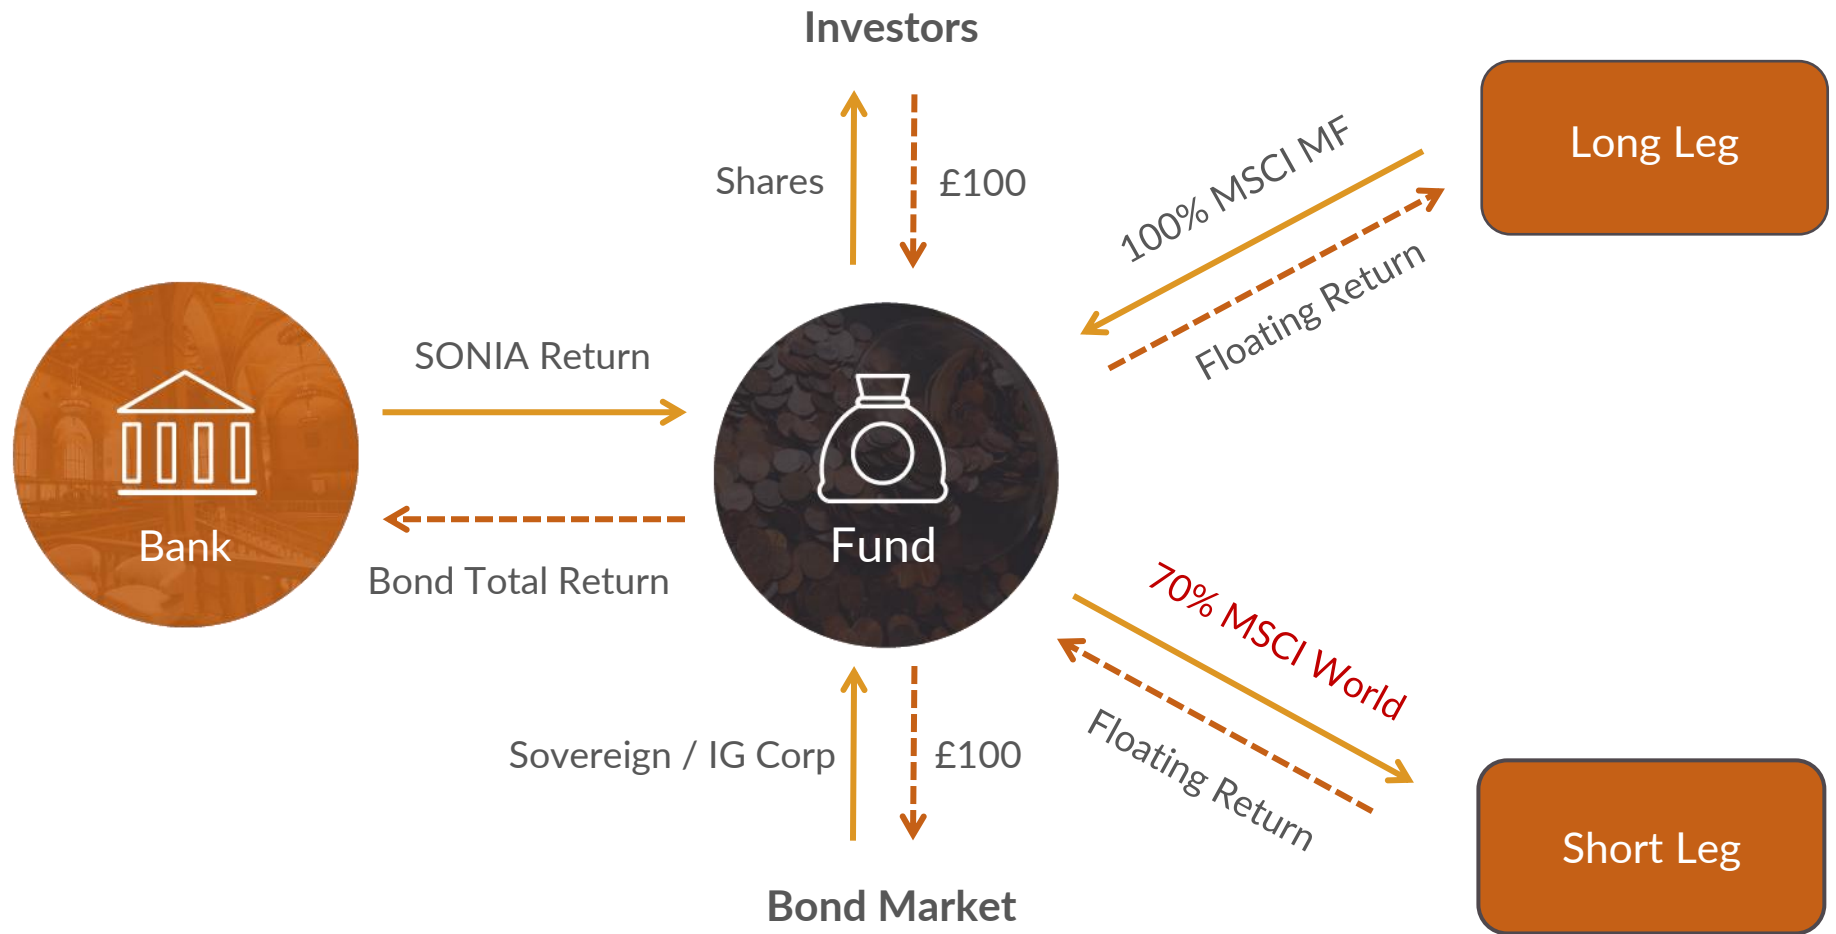 Investors
Shares
£100
100% MSCI MF
Floating Return
Long Leg
SONIA Return
Bank
Bond Total Return
Fund
70% MSCI World
Floating Return
Short Leg
Sovereign / IG Corp
£100
Bond Market